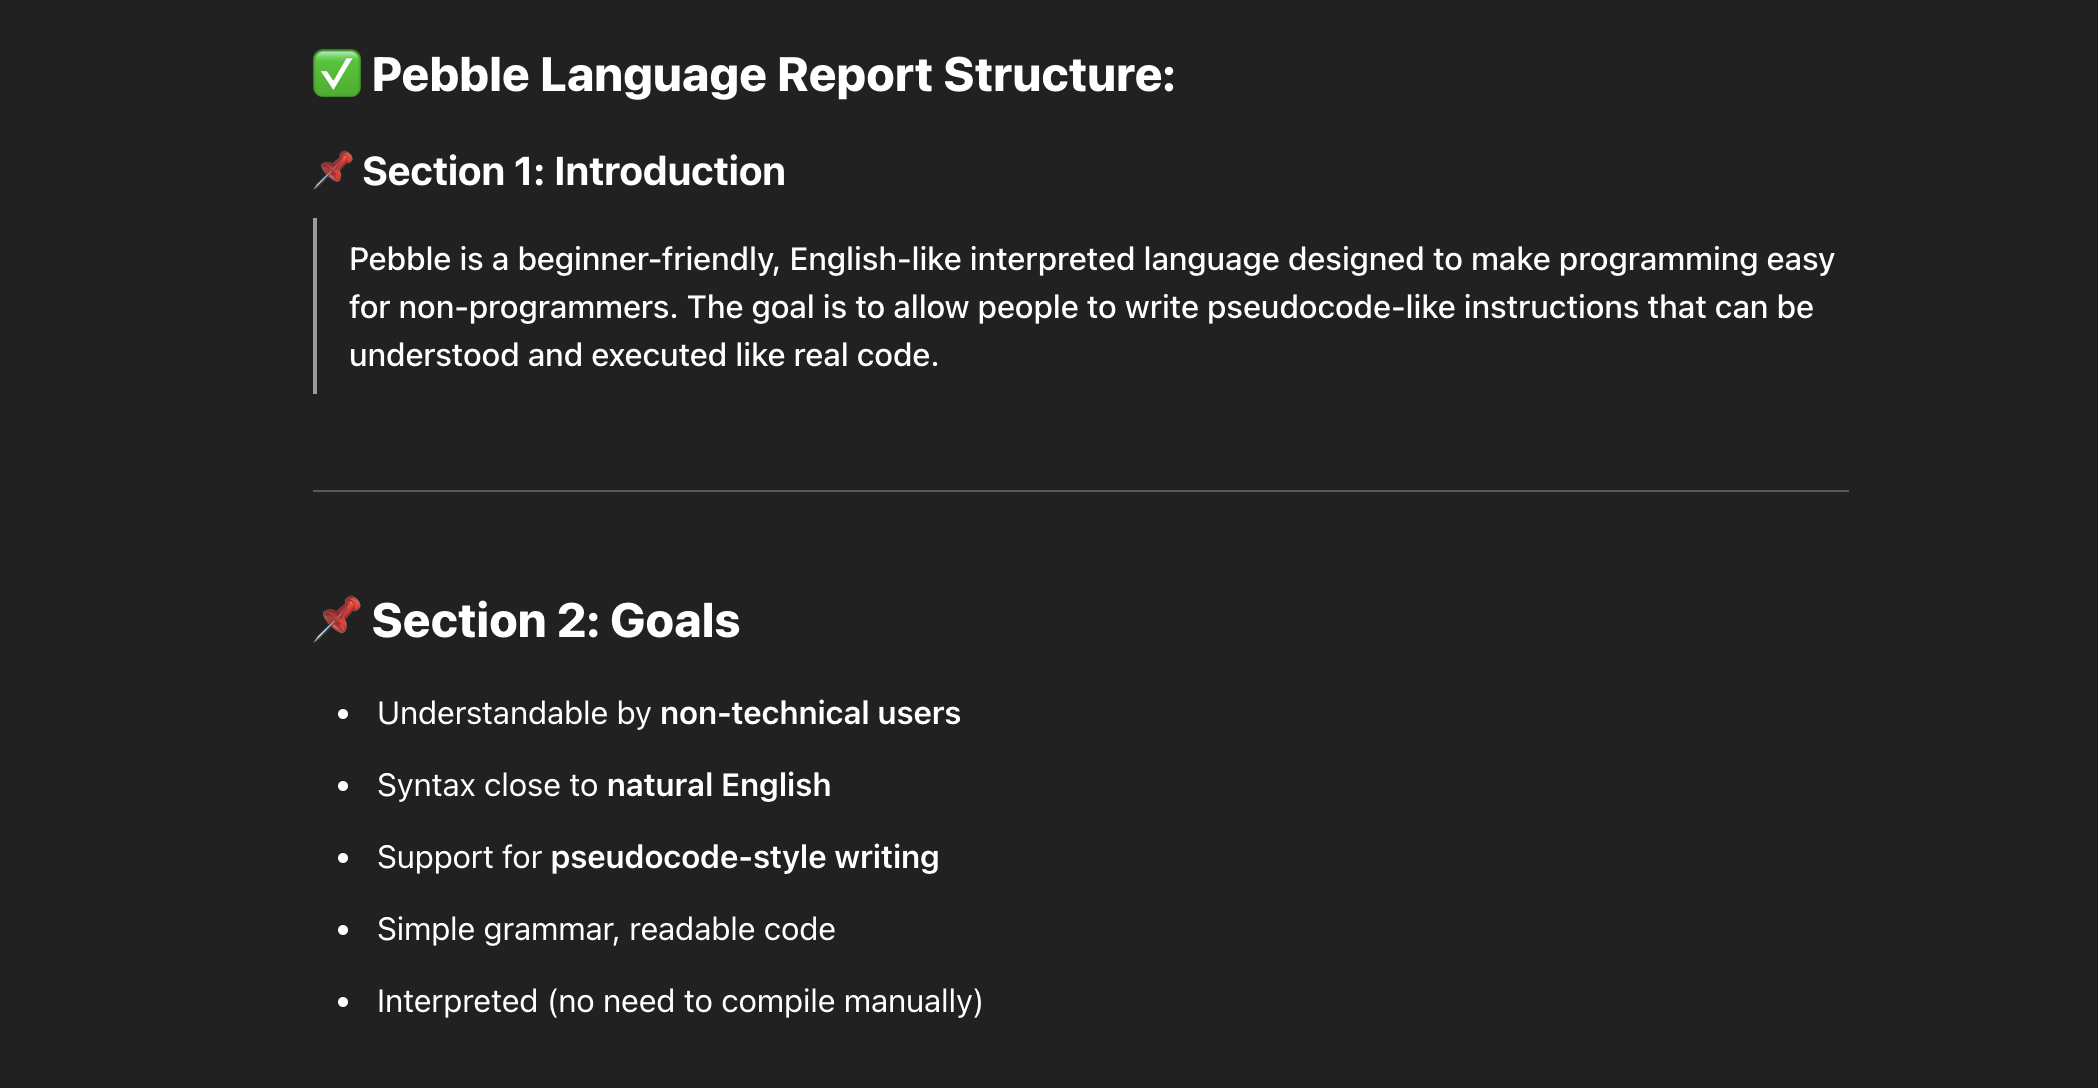 ✅ Pebble Language Report Structure:
📌 Section 1: Introduction
Pebble is a beginner-friendly, English-like interpreted language designed to make programming easy
for non-programmers. The goal is to allow people to write pseudocode-like instructions that can be
understood and executed like real code.
📌 Section 2: Goals
• Understandable by non-technical users
• Syntax close to natural English
• Support for pseudocode-style writing
• Simple grammar, readable code
• Interpreted (no need to compile manually)